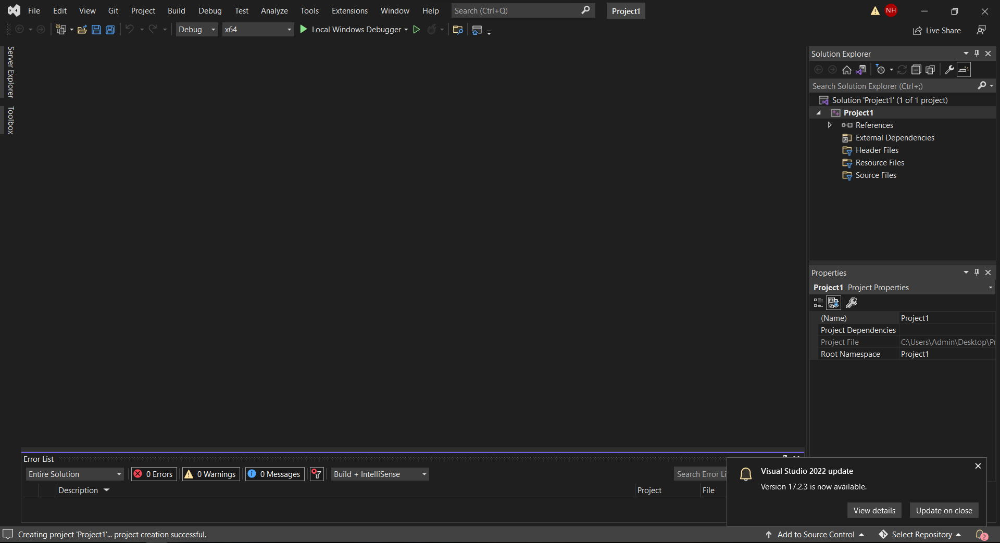 File Edit View Git Project Build Debug Test Analyze Tools Extensions Window Help Search (Ctrl+Q) Project1 NH
Debug x64 Local Windows Debugger Live Share
Server Explorer
Toolbox
Solution Explorer
Search Solution Explorer (Ctrl+;)
Solution 'Project1' (1 of 1 project)
Project1
References
External Dependencies
Header Files
Resource Files
Source Files
Properties
Project1 Project Properties
(Name) Project1
Project Dependencies
Project File C:\Users\Admin\Desktop\Pr
Root Namespace Project1
Error List
Entire Solution 0 Errors 0 Warnings 0 Messages Build + IntelliSense Search Error Li
Description Project File
Visual Studio 2022 update
Version 17.2.3 is now available.
View details Update on close
Creating project 'Project1'... project creation successful. Add to Source Control Select Repository 2